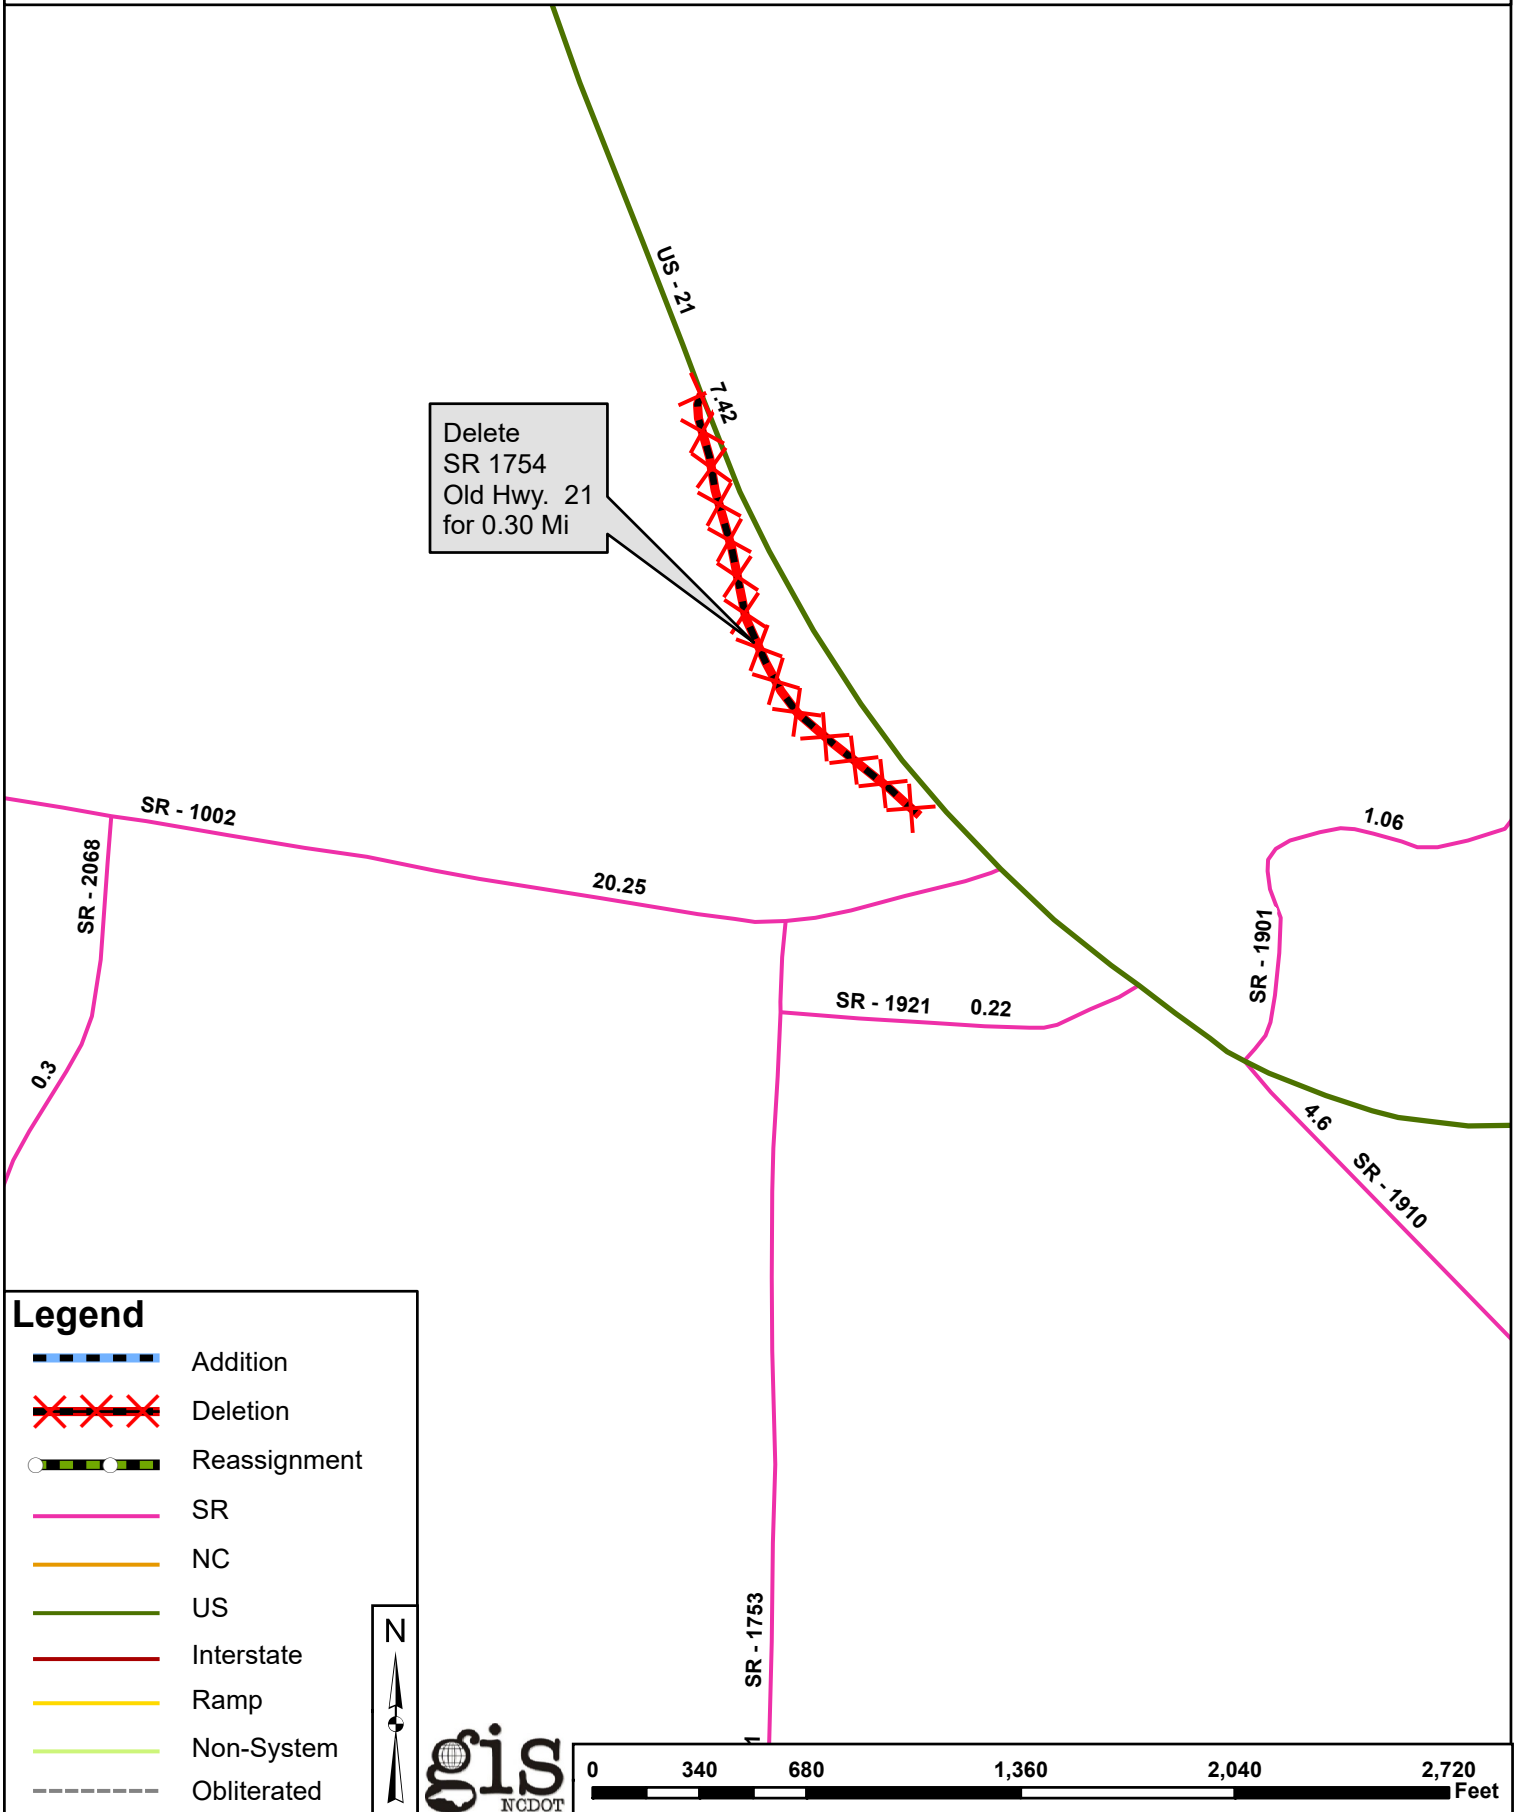 US - 21
7.42
Delete
SR 1754
Old Hwy. 21
for 0.30 Mi
SR - 1002
SR - 2068
20.25
1.06
SR - 1901
SR - 1921 0.22
0.3
4.6
SR - 1910
SR - 1753
1
Legend
Addition
Deletion
Reassignment
SR
NC
US
Interstate
Ramp
Non-System
Obliterated
N
gis
NCDOT
0 340 680 1,360 2,040 2,720
Feet